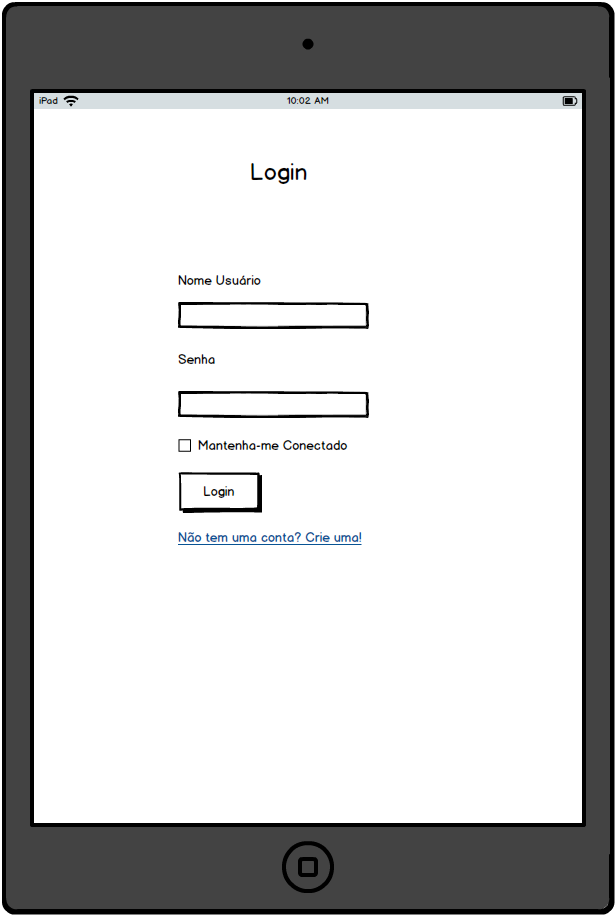 iPad 10:02 AM
Login
Nome Usuário
Senha
Mantenha-me Conectado
Login
Não tem uma conta? Crie uma!